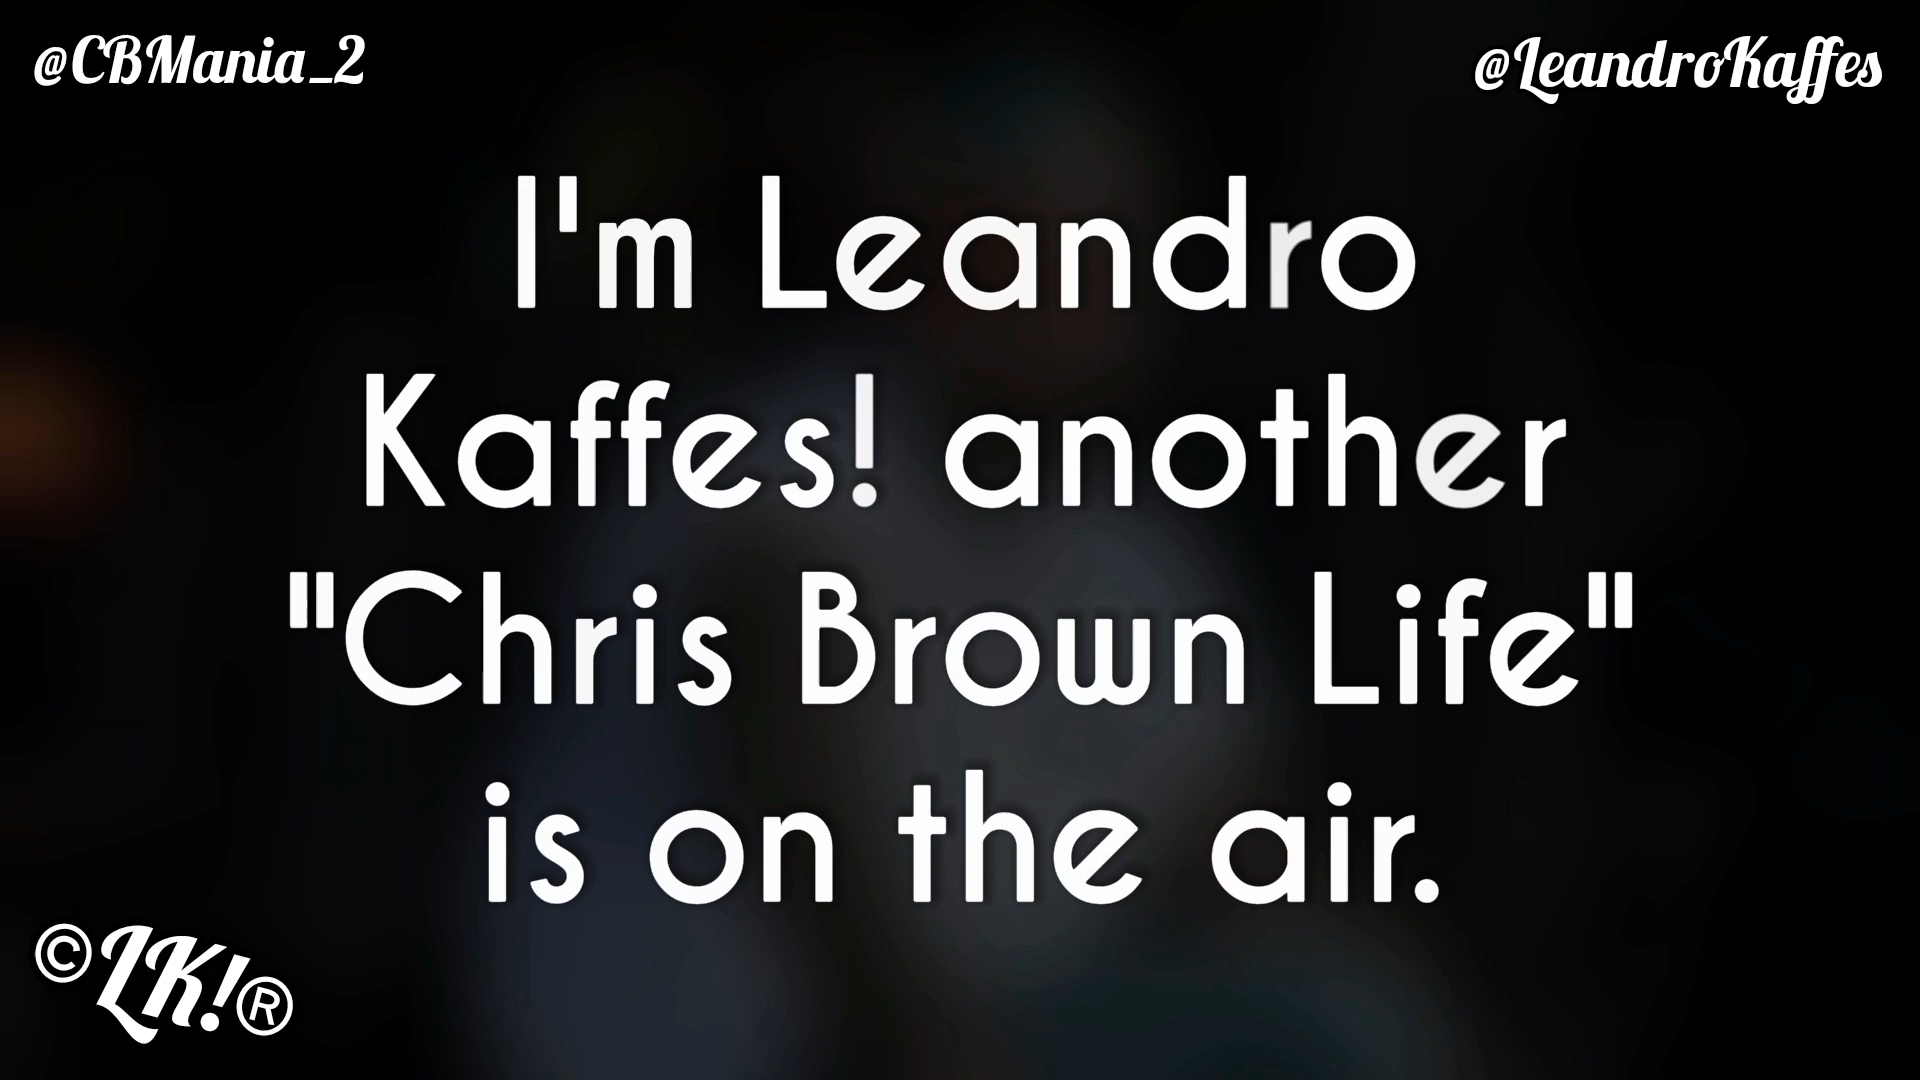 @CBMania_2
@LeandroKaffes
I'm Leandro
Kaffes! another
"Chris Brown Life"
is on the air.
©LK!®